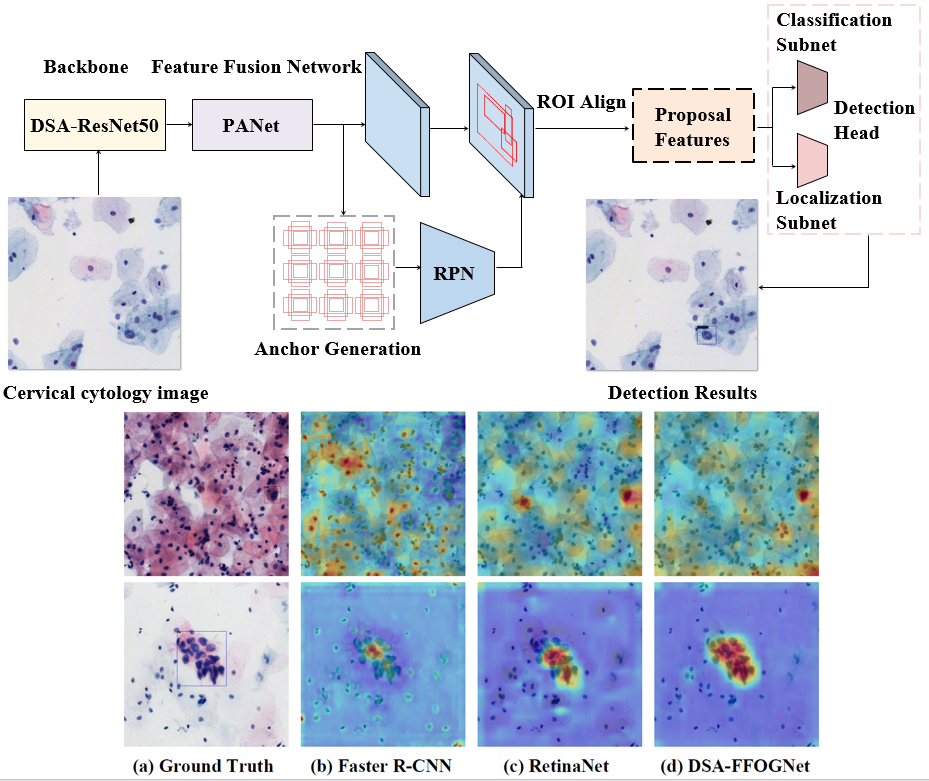 Classification
Subnet
Backbone
Feature Fusion Network
ROI Align
DSA-ResNet50
PANet
Proposal
Features
Detection
Head
Localization
Subnet
RPN
Anchor Generation
Cervical cytology image
Detection Results
(a) Ground Truth
(b) Faster R-CNN
(c) RetinaNet
(d) DSA-FFOGNet